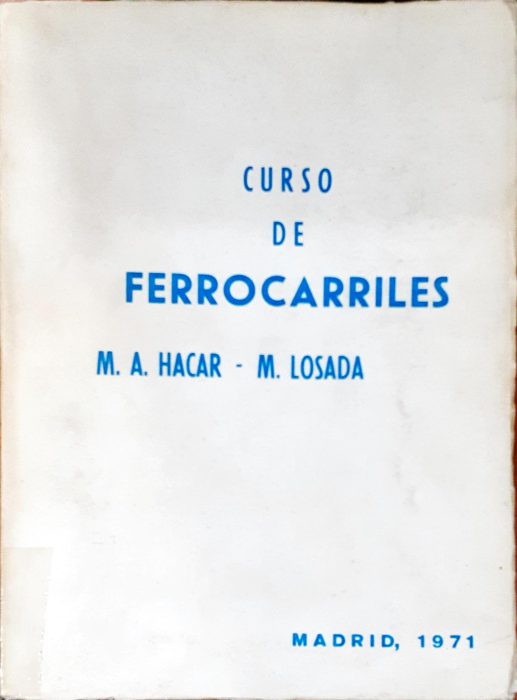 CURSO
DE
FERROCARRILES
M. A. HACAR - M. LOSADA
MADRID, 1971